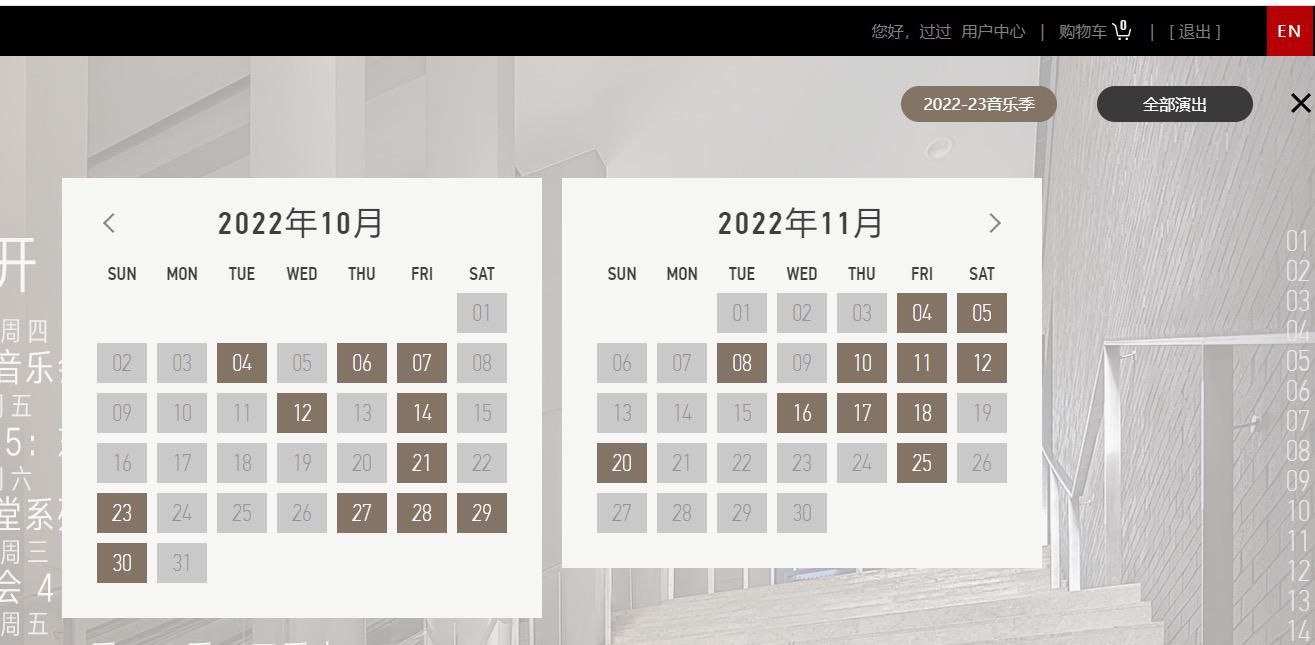 您好，过过 用户中心 | 购物车 0 | [ 退出 ] EN
2022-23音乐季 全部演出
2022年10月
SUN MON TUE WED THU FRI SAT
01
02 03 04 05 06 07 08
09 10 11 12 13 14 15
16 17 18 19 20 21 22
23 24 25 26 27 28 29
30 31
2022年11月
SUN MON TUE WED THU FRI SAT
01 02 03 04 05
06 07 08 09 10 11 12
13 14 15 16 17 18 19
20 21 22 23 24 25 26
27 28 29 30
开
周四
音乐
五
5：
六
堂系
周三
会 4
周五
01
02
03
04
05
06
07
08
09
10
11
12
13
14